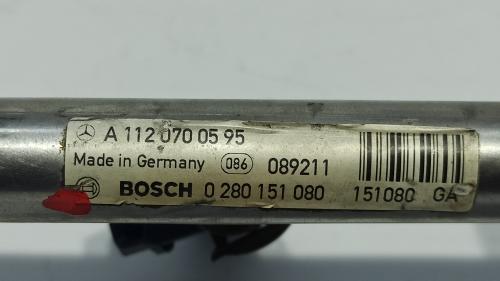 A 112 070 05 95
Made in Germany 086 089211
BOSCH 0 280 151 080 151080 GA